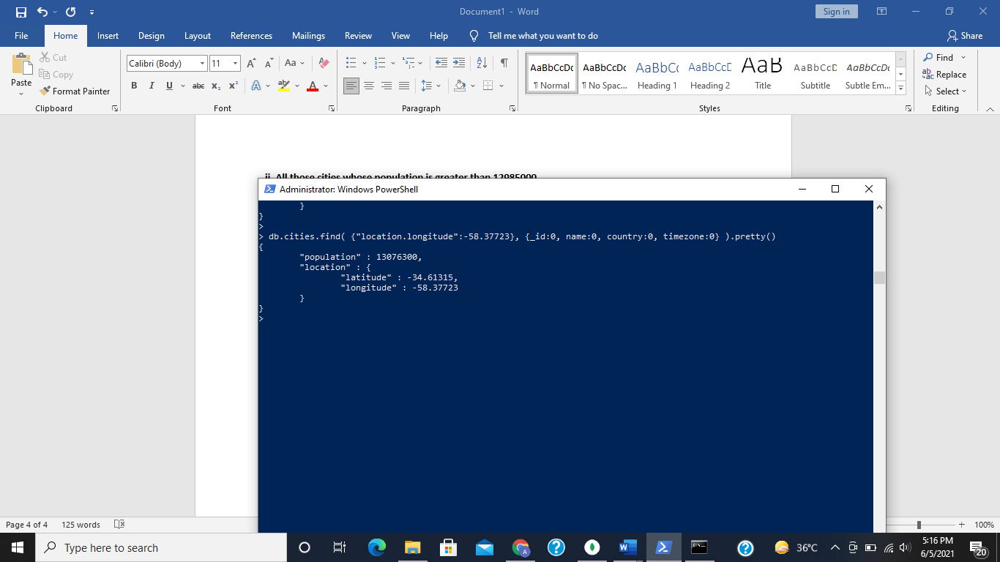 Document1 - Word
Sign in
File Home Insert Design Layout References Mailings Review View Help Tell me what you want to do Share
Paste
Cut
Copy
Format Painter
Clipboard
Calibri (Body) 11 A A Aa
B I U abc x₂ x² A aby A
Font
Paragraph
AaBbCcDc AaBbCcDc AaBbCc AaBbCcD AaB AaBbCcD AaBbCcDc
¶ Normal ¶ No Spac... Heading 1 Heading 2 Title Subtitle Subtle Em...
Styles
Find
Replace
Select
Editing
ii. All those cities whose population is greater than 12985000
Administrator: Windows PowerShell
}
}
>
> db.cities.find( {"location.longitude":-58.37723}, {_id:0, name:0, country:0, timezone:0} ).pretty()
{
"population" : 13076300,
"location" : {
"latitude" : -34.61315,
"longitude" : -58.37723
}
}
>
Page 4 of 4 125 words
100%
Type here to search
36°C
5:16 PM
6/5/2021
20